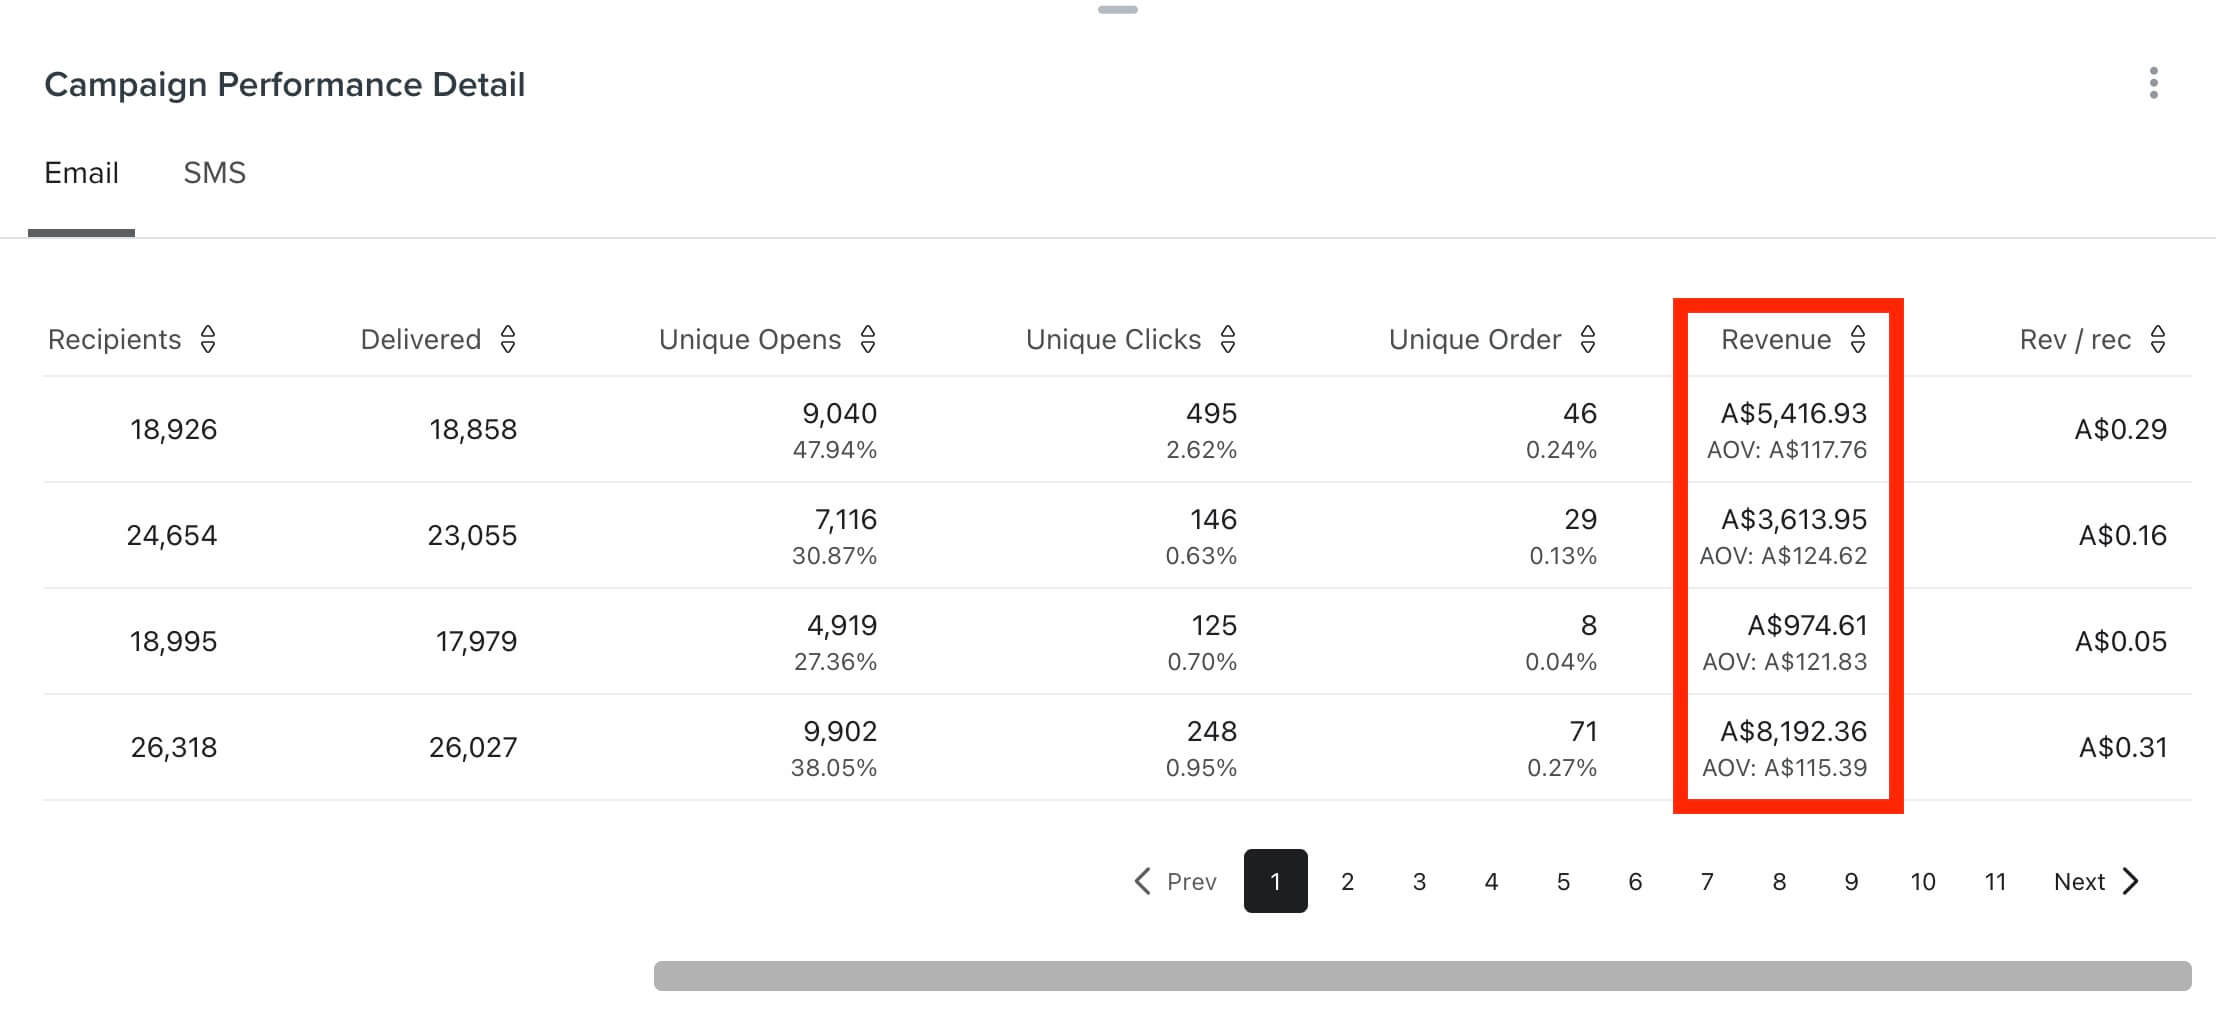 Campaign Performance Detail
Email SMS
Recipients Delivered Unique Opens Unique Clicks Unique Order Revenue Rev / rec
18,926 18,858 9,040 495 46 A$5,416.93 A$0.29
47.94% 2.62% 0.24% AOV: A$117.76
24,654 23,055 7,116 146 29 A$3,613.95 A$0.16
30.87% 0.63% 0.13% AOV: A$124.62
18,995 17,979 4,919 125 8 A$974.61 A$0.05
27.36% 0.70% 0.04% AOV: A$121.83
26,318 26,027 9,902 248 71 A$8,192.36 A$0.31
38.05% 0.95% 0.27% AOV: A$115.39
Prev 1 2 3 4 5 6 7 8 9 10 11 Next